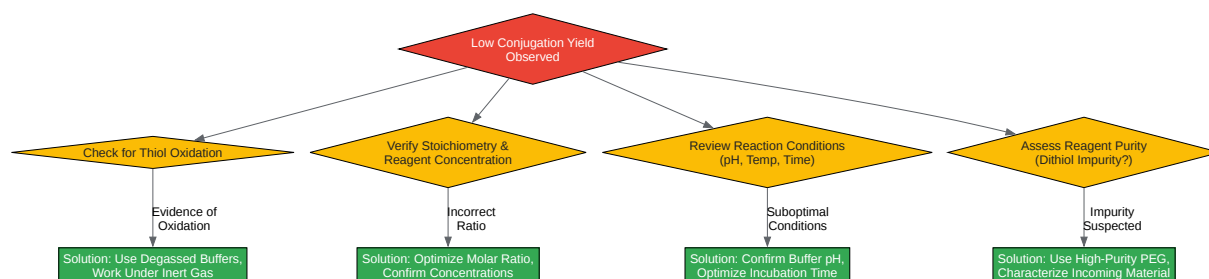 Low Conjugation Yield
Observed
Check for Thiol Oxidation
Verify Stoichiometry &
Reagent Concentration
Review Reaction Conditions
(pH, Temp, Time)
Assess Reagent Purity
(Dithiol Impurity?)
Evidence of
Oxidation
Incorrect
Ratio
Suboptimal
Conditions
Impurity
Suspected
Solution: Use Degassed Buffers,
Work Under Inert Gas
Solution: Optimize Molar Ratio,
Confirm Concentrations
Solution: Confirm Buffer pH,
Optimize Incubation Time
Solution: Use High-Purity PEG,
Characterize Incoming Material